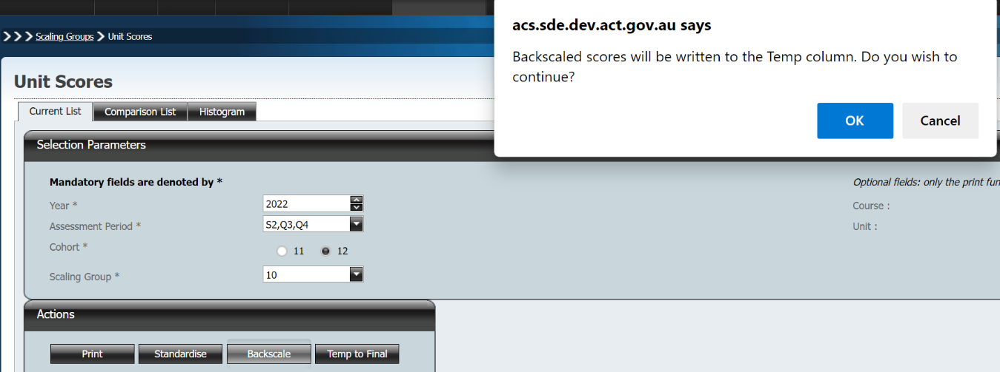 acs.sde.dev.act.gov.au says
Backscaled scores will be written to the Temp column. Do you wish to
continue?
OK
Cancel
Scaling Groups Unit Scores
Unit Scores
Current List
Comparison List
Histogram
Selection Parameters
Mandatory fields are denoted by *
Optional fields: only the print fun
Year *
2022
Course :
Assessment Period *
S2,Q3,Q4
Unit :
Cohort *
11
12
Scaling Group *
10
Actions
Print
Standardise
Backscale
Temp to Final